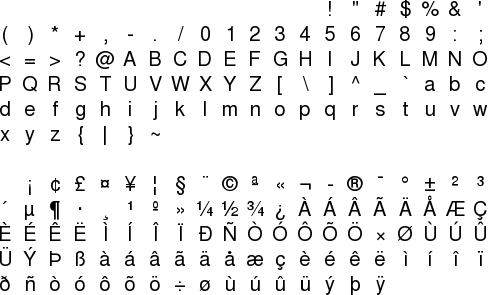 ! " # $ % & '
( ) * + , - . / 0 1 2 3 4 5 6 7 8 9 : ;
< = > ? @ A B C D E F G H I J K L M N O
P Q R S T U V W X Y Z [ \ ] ^ _ ` a b c
d e f g h i j k l m n o p q r s t u v w
x y z { | } ~
¡ ¢ £ ¤ ¥ ¦ § ¨ © ª « ¬ - ® ¯ ° ± ² ³
´ µ ¶ · ¸ ¹ º » ¼ ½ ¾ ¿ À Á Â Ã Ä Å Æ Ç
È É Ê Ë Ì Í Î Ï Ð Ñ Ò Ó Ô Õ Ö × Ø Ù Ú Û
Ü Ý Þ ß à á â ã ä å æ ç è é ê ë ì í î ï
ð ñ ò ó ô õ ö ÷ ø ù ú û ü ý þ ÿ